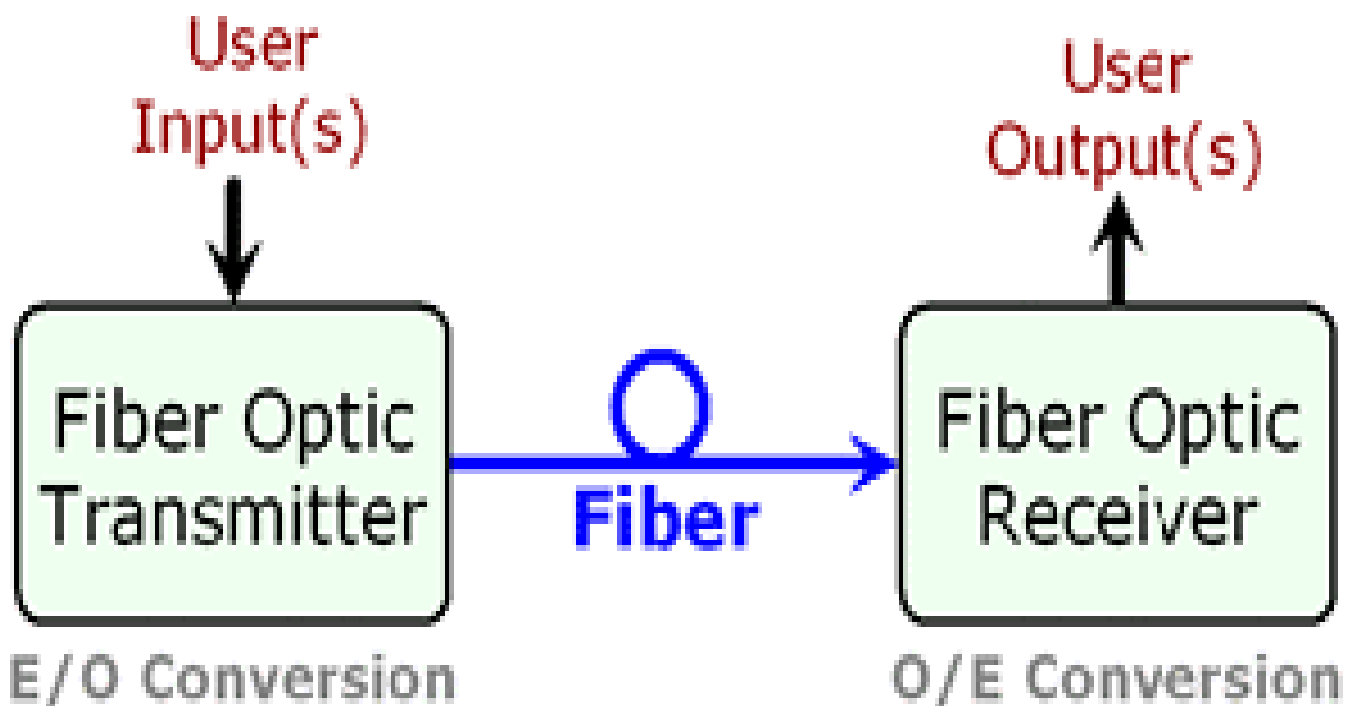 User
Input(s)
User
Output(s)
Fiber Optic
Transmitter
Fiber
Fiber Optic
Receiver
E/O Conversion
O/E Conversion